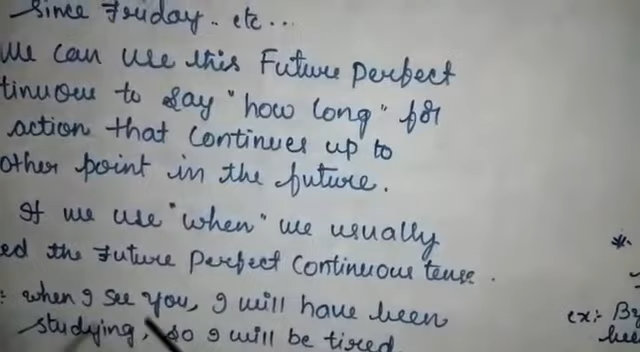 since Friday.. etc...
We can use this Future Perfect
tinuous to say "how long" for
action that continues up to
other point in the future.
If we use "when" we usually
ed the Future Perfect Continuous tense.
: when I see you, I will have been
studying, so I will be tired
*
ex:- By